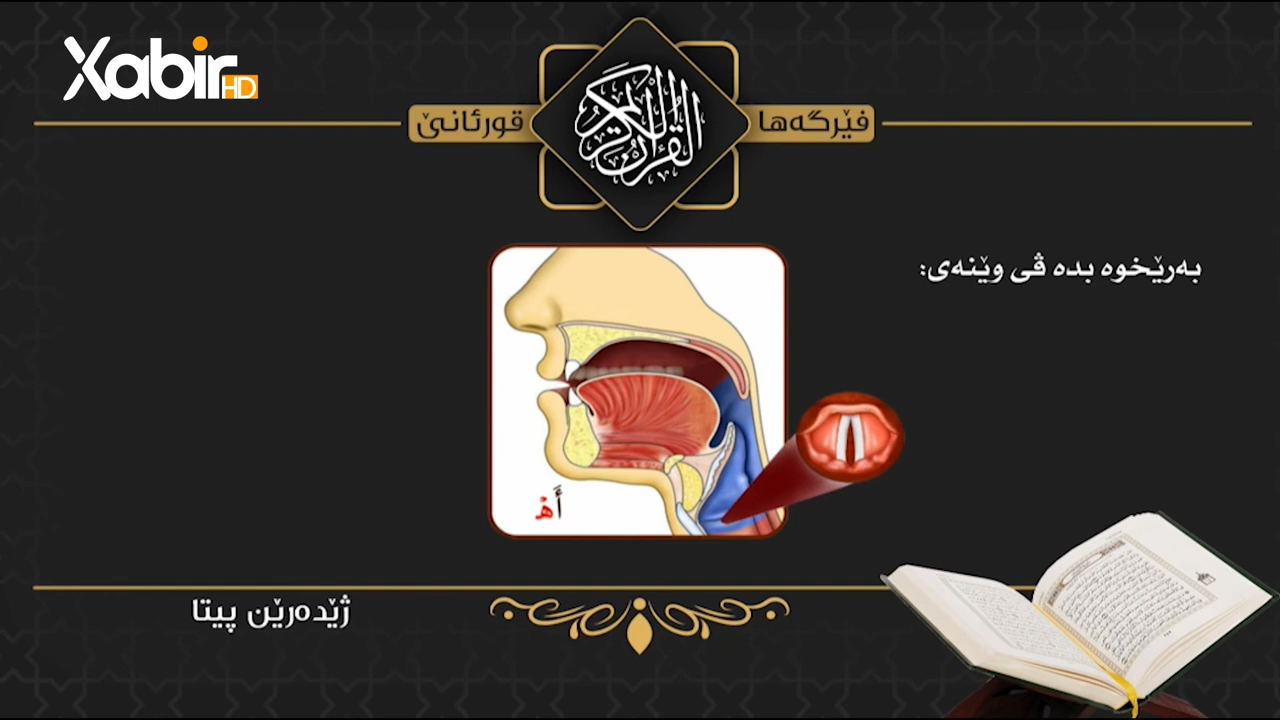 Xabir HD
فێرگەها
القرآن الكريم
قورئانێ
بەرێخوە بدە ڤی وێنەی:
أَهْ
ژێدەرێن پیتا